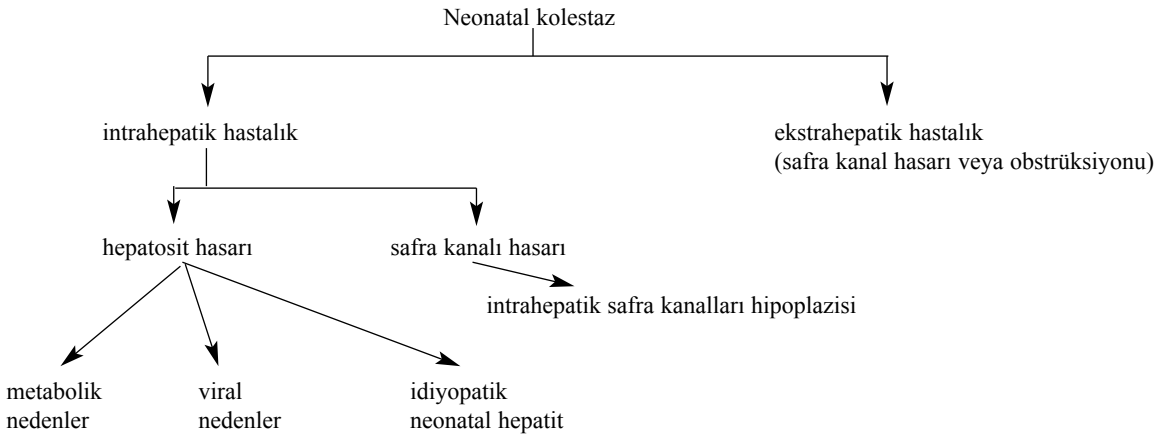 Neonatal kolestaz
intrahepatik hastalık
ekstrahepatik hastalık
(safra kanal hasarı veya obstrüksiyonu)
hepatosit hasarı
safra kanalı hasarı
intrahepatik safra kanalları hipoplazisi
metabolik
nedenler
viral
nedenler
idiyopatik
neonatal hepatit